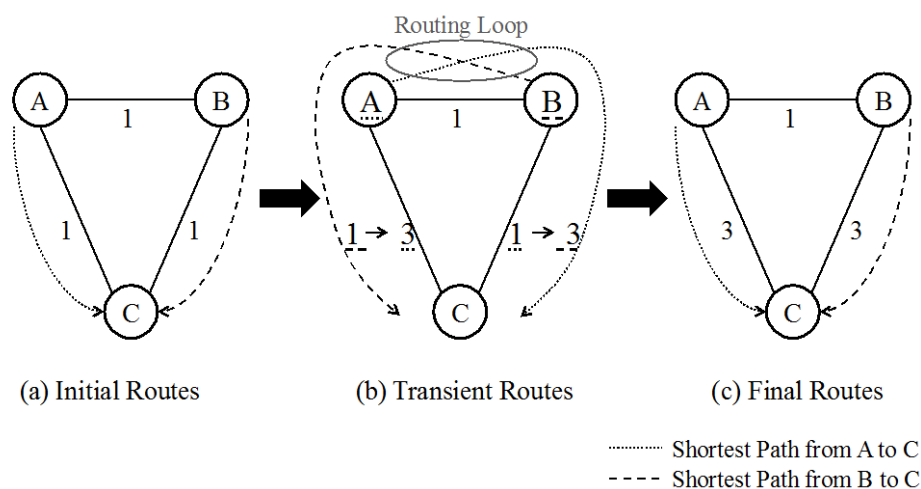 Routing Loop
A
B
A
B
A
B
1
1
1
1
1
1 → 3
1 → 3
3
3
C
C
C
(a) Initial Routes
(b) Transient Routes
(c) Final Routes
Shortest Path from A to C
Shortest Path from B to C